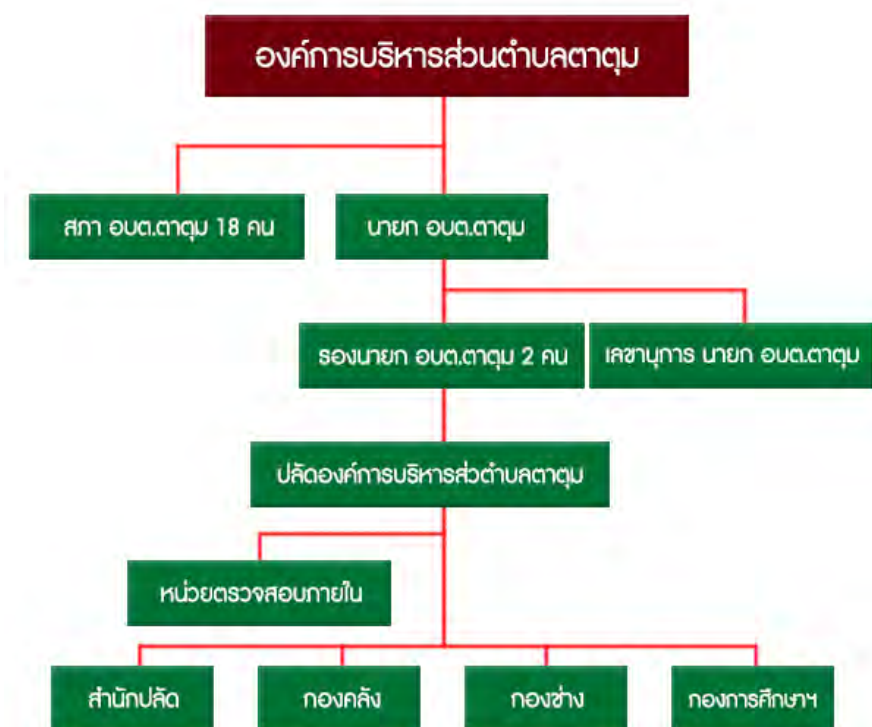 องค์การบริหารส่วนตำบลตาตุม
สภา อบต.ตาตุม 18 คน
นายก อบต.ตาตุม
รองนายก อบต.ตาตุม 2 คน
เลขานุการ นายก อบต.ตาตุม
ปลัดองค์การบริหารส่วตำบลตาตุม
หน่วยตรวจสอบภายใน
สำนักปลัด
กองคลัง
กองช่าง
กองการศึกษาฯ